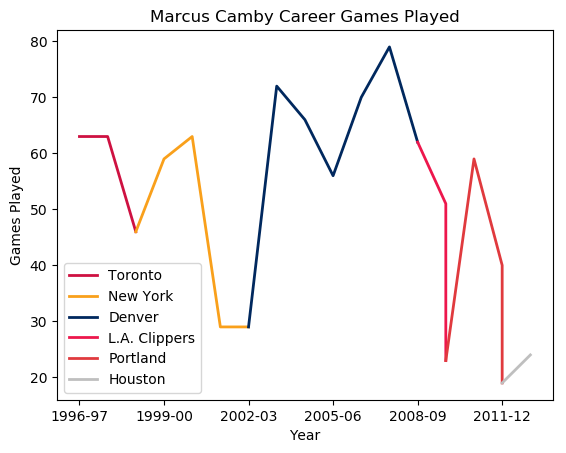 Marcus Camby Career Games Played
80
70
60
50
40
30
20
Games Played
Toronto
New York
Denver
L.A. Clippers
Portland
Houston
1996-97 1999-00 2002-03 2005-06 2008-09 2011-12
Year